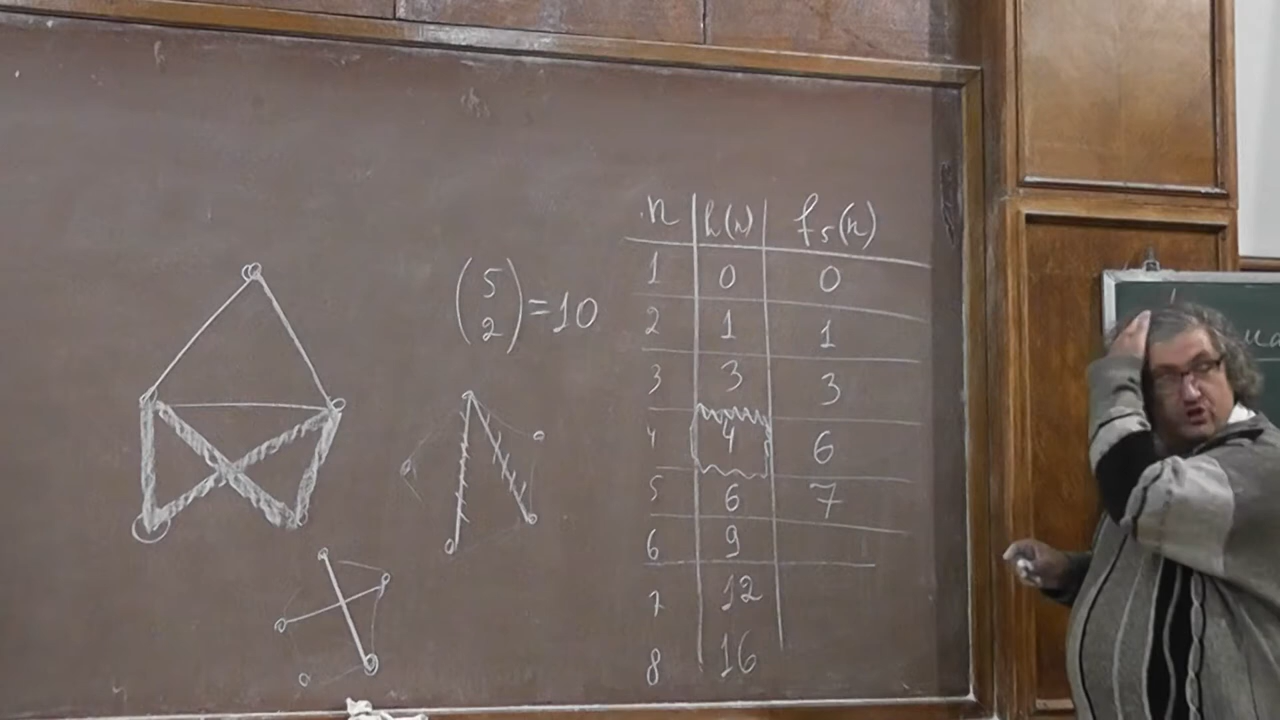 (5 2) = 10
n h(n) f₅(n)
1 0 0
2 1 1
3 3 3
4 4 6
5 6 7
6 9
7 12
8 16